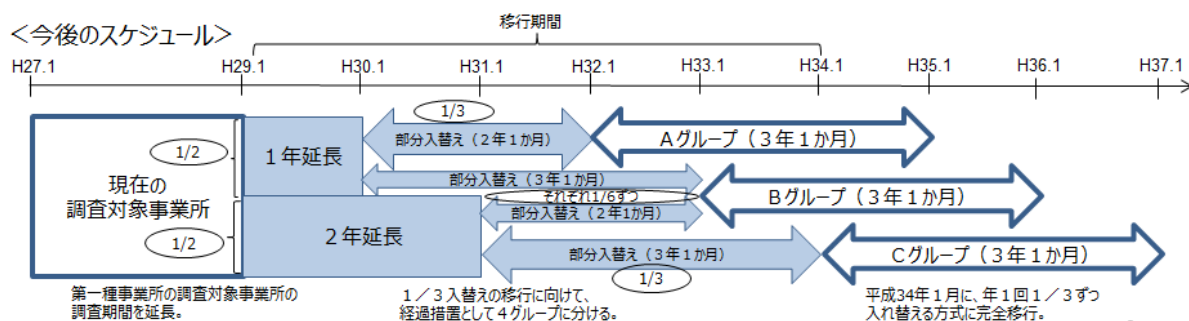 移行期間
<今後のスケジュール>
H27.1 H29.1 H30.1 H31.1 H32.1 H33.1 H34.1 H35.1 H36.1 H37.1
1/3
部分入替え(2年1か月)
Aグループ(3年1か月)
1/2
1年延長
現在の
調査対象事業所
部分入替え(3年1か月)
それぞれ1/6ずつ
部分入替え(2年1か月)
Bグループ(3年1か月)
1/2
2年延長
部分入替え(3年1か月)
1/3
Cグループ(3年1か月)
第一種事業所の調査対象事業所の
調査期間を延長。
1/3入替えの移行に向けて、
経過措置として4グループに分ける。
平成34年1月に、年1回1/3ずつ
入れ替える方式に完全移行。